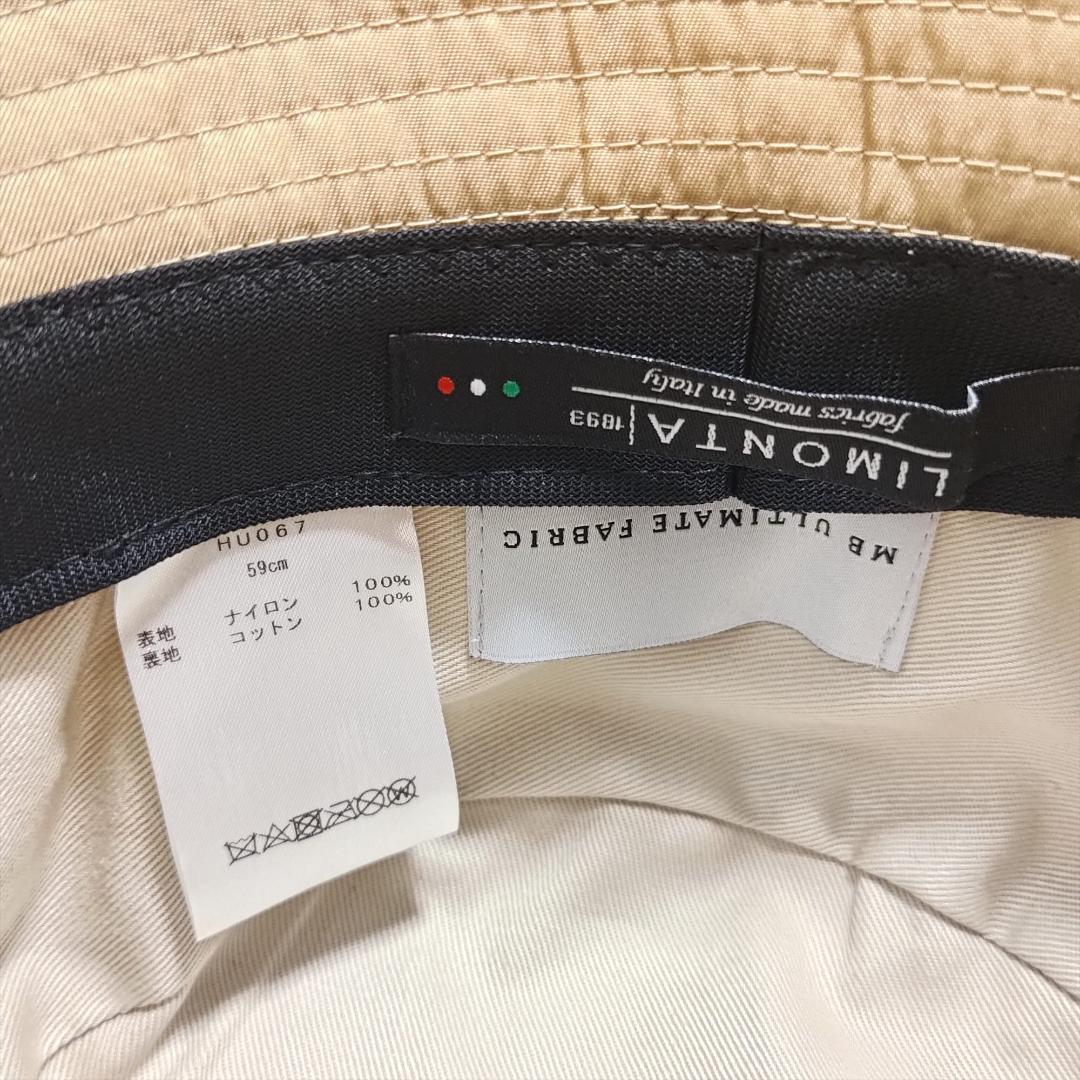 LIMONTA 1893
fabrics made in Italy
MB ULTIMATE FABRIC
HU067
59cm
表地 ナイロン 100%
裏地 コットン 100%